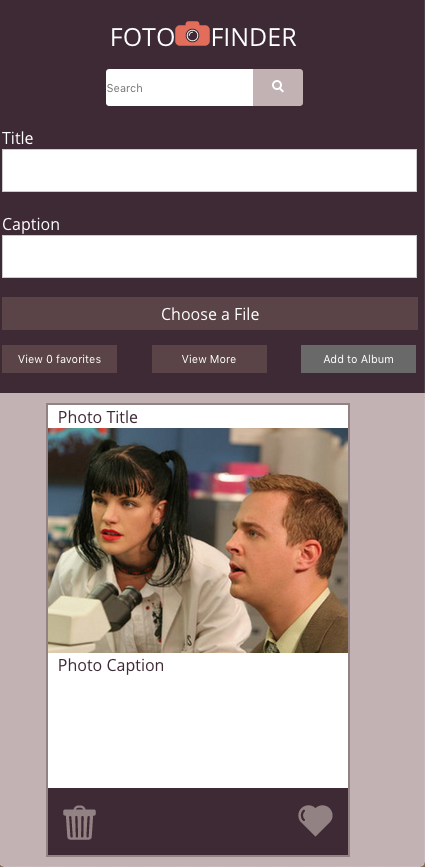 FOTO FINDER
Search
Title
Caption
Choose a File
View 0 favorites
View More
Add to Album
Photo Title
Photo Caption